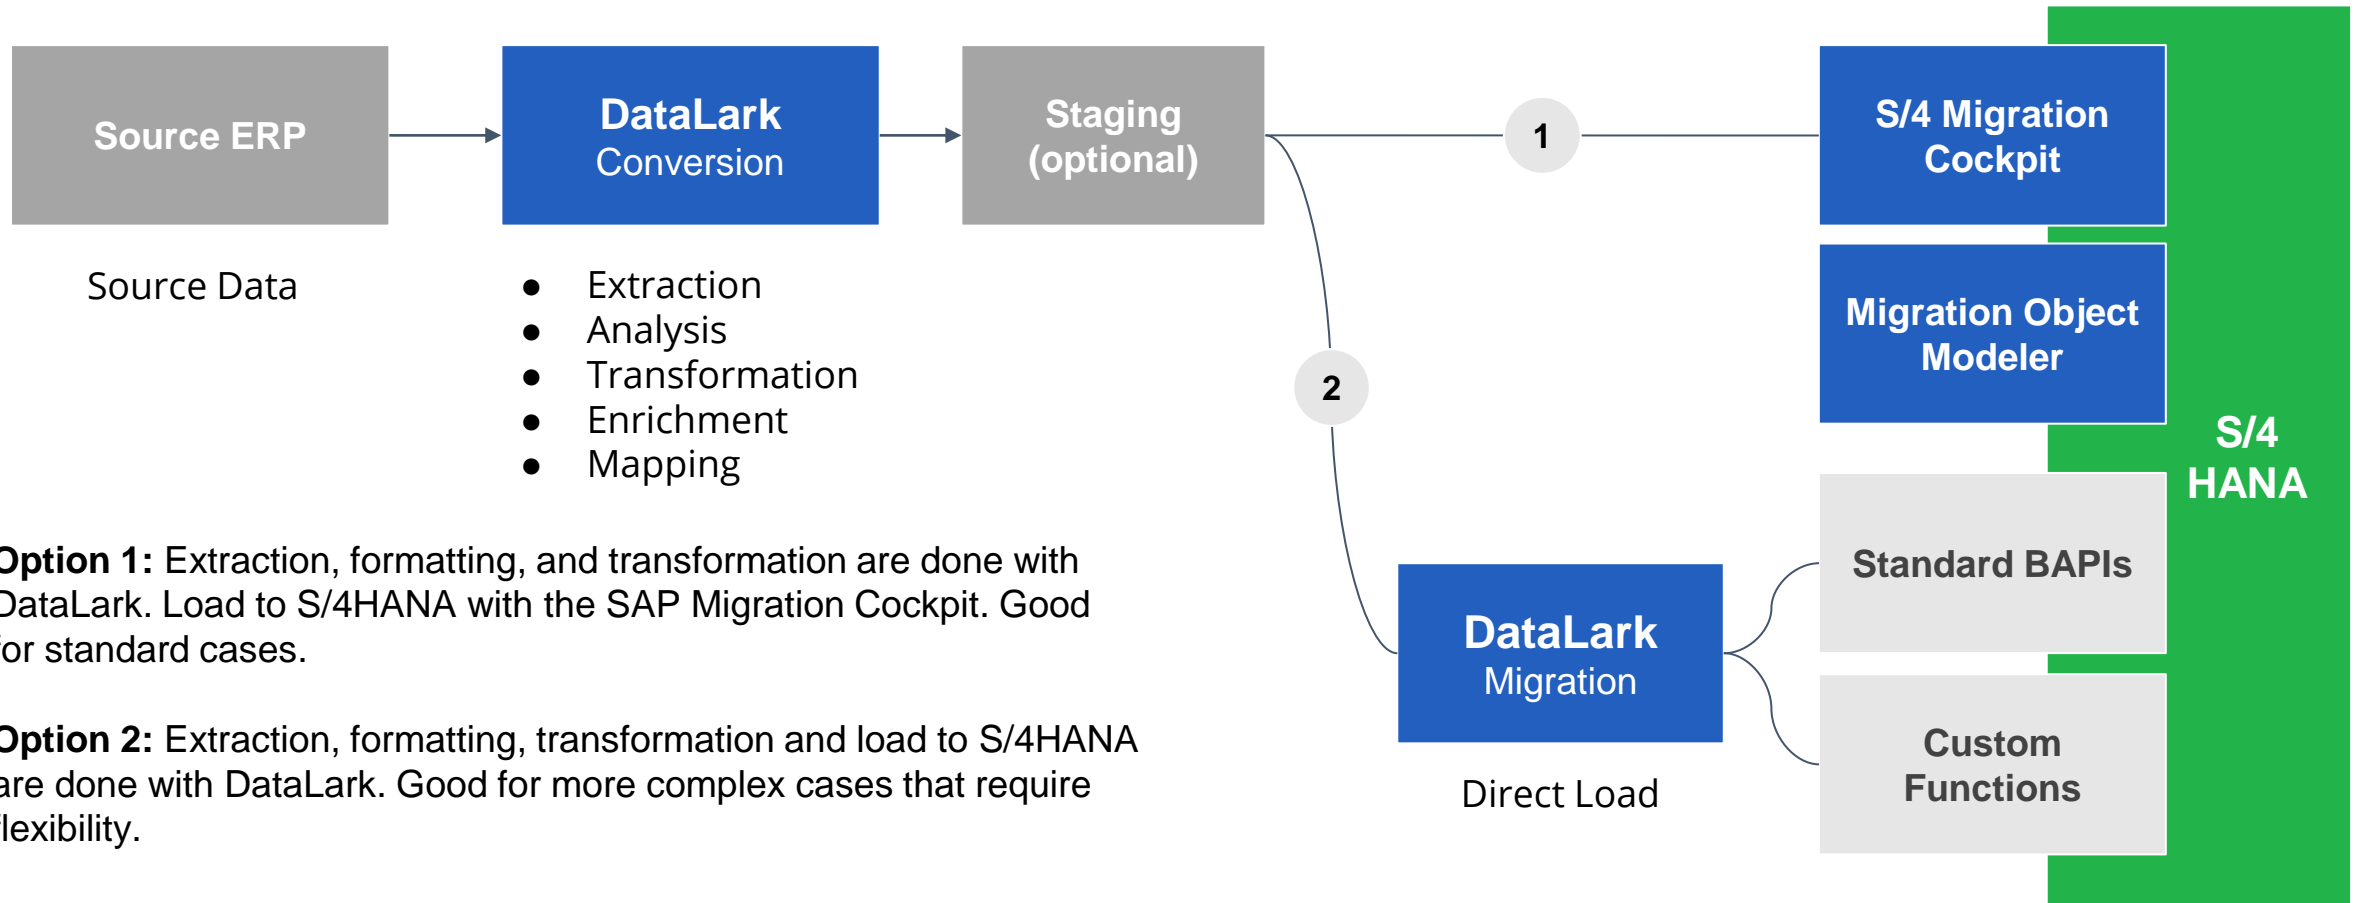 Source ERP
DataLark
Conversion
Staging
(optional)
1
S/4 Migration
Cockpit
Source Data
● Extraction
● Analysis
● Transformation
● Enrichment
● Mapping
Migration Object
Modeler
2
S/4
HANA
Option 1: Extraction, formatting, and transformation are done with
DataLark. Load to S/4HANA with the SAP Migration Cockpit. Good
for standard cases.
Standard BAPIs
DataLark
Migration
Direct Load
Option 2: Extraction, formatting, transformation and load to S/4HANA
are done with DataLark. Good for more complex cases that require
flexibility.
Custom
Functions